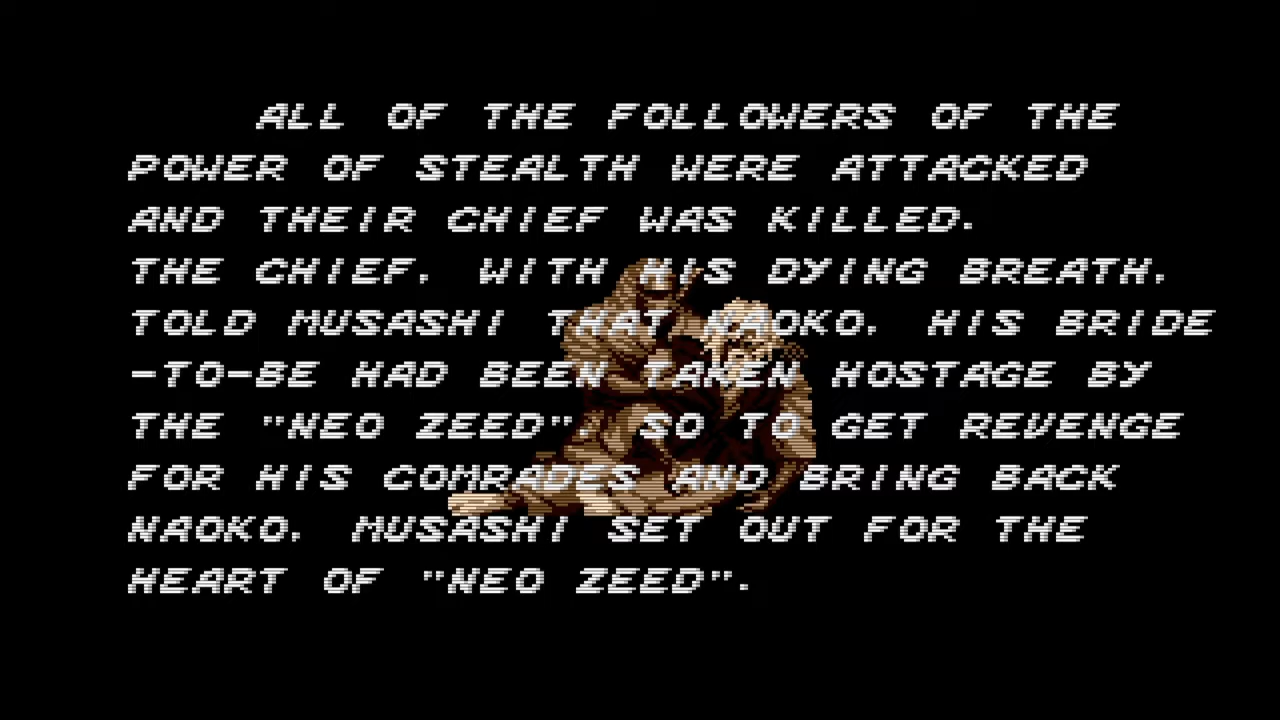 ALL OF THE FOLLOWERS OF THE
POWER OF STEALTH WERE ATTACKED
AND THEIR CHIEF WAS KILLED.
THE CHIEF, WITH HIS DYING BREATH,
TOLD MUSASHI THAT NAOKO, HIS BRIDE
-TO-BE HAD BEEN TAKEN HOSTAGE BY
THE "NEO ZEED". SO TO GET REVENGE
FOR HIS COMRADES AND BRING BACK
NAOKO, MUSASHI SET OUT FOR THE
HEART OF "NEO ZEED".